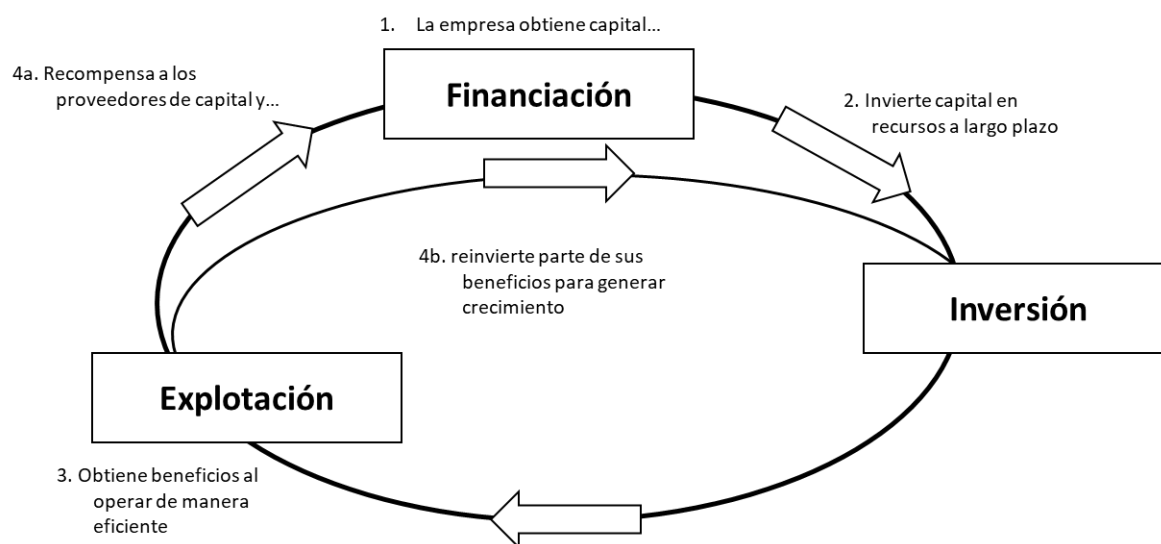 1. La empresa obtiene capital...
Financiación
4a. Recompensa a los
proveedores de capital y...
2. Invierte capital en
recursos a largo plazo
4b. reinvierte parte de sus
beneficios para generar
crecimiento
Inversión
Explotación
3. Obtiene beneficios al
operar de manera
eficiente